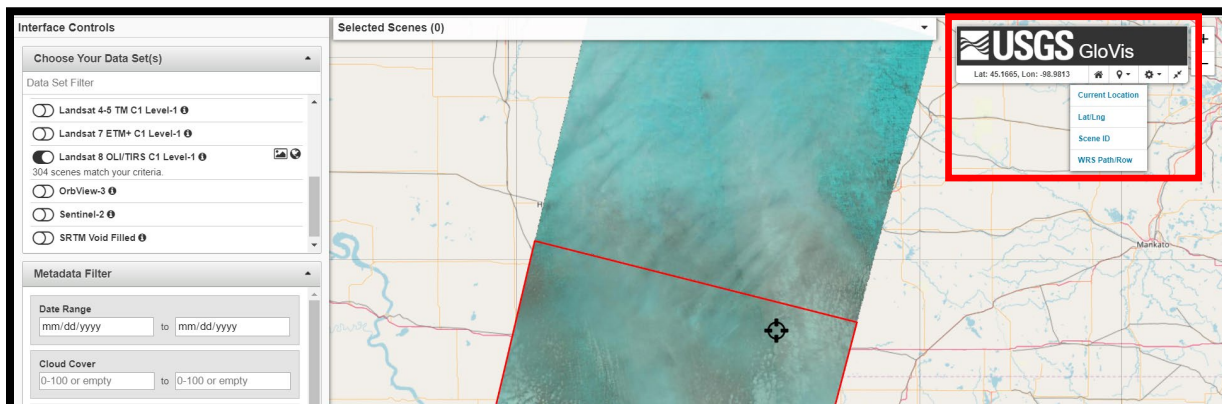 Interface Controls
Choose Your Data Set(s)
Data Set Filter
Landsat 4-5 TM C1 Level-1
Landsat 7 ETM+ C1 Level-1
Landsat 8 OLI/TIRS C1 Level-1
304 scenes match your criteria.
OrbView-3
Sentinel-2
SRTM Void Filled
Metadata Filter
Date Range
mm/dd/yyyy to mm/dd/yyyy
Cloud Cover
0-100 or empty to 0-100 or empty
Selected Scenes (0)
USGS GloVis
Lat: 45.1665, Lon: -98.9813
Current Location
Lat/Lng
Scene ID
WRS Path/Row
+
−
Mankato